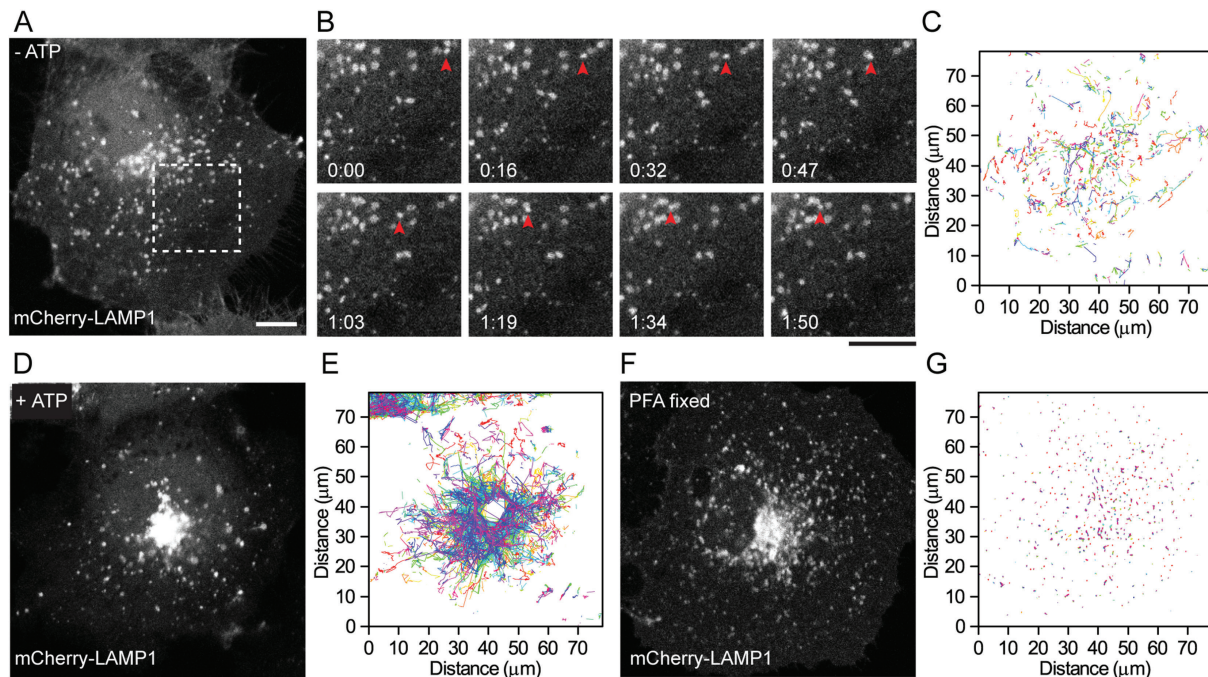 A
- ATP
mCherry-LAMP1
B
0:00
0:16
0:32
0:47
1:03
1:19
1:34
1:50
C
Distance (μm)
70
60
50
40
30
20
10
0
0 10 20 30 40 50 60 70
Distance (μm)
D
+ ATP
mCherry-LAMP1
E
Distance (μm)
70
60
50
40
30
20
10
0
0 10 20 30 40 50 60 70
Distance (μm)
F
PFA fixed
mCherry-LAMP1
G
Distance (μm)
70
60
50
40
30
20
10
0
0 10 20 30 40 50 60 70
Distance (μm)